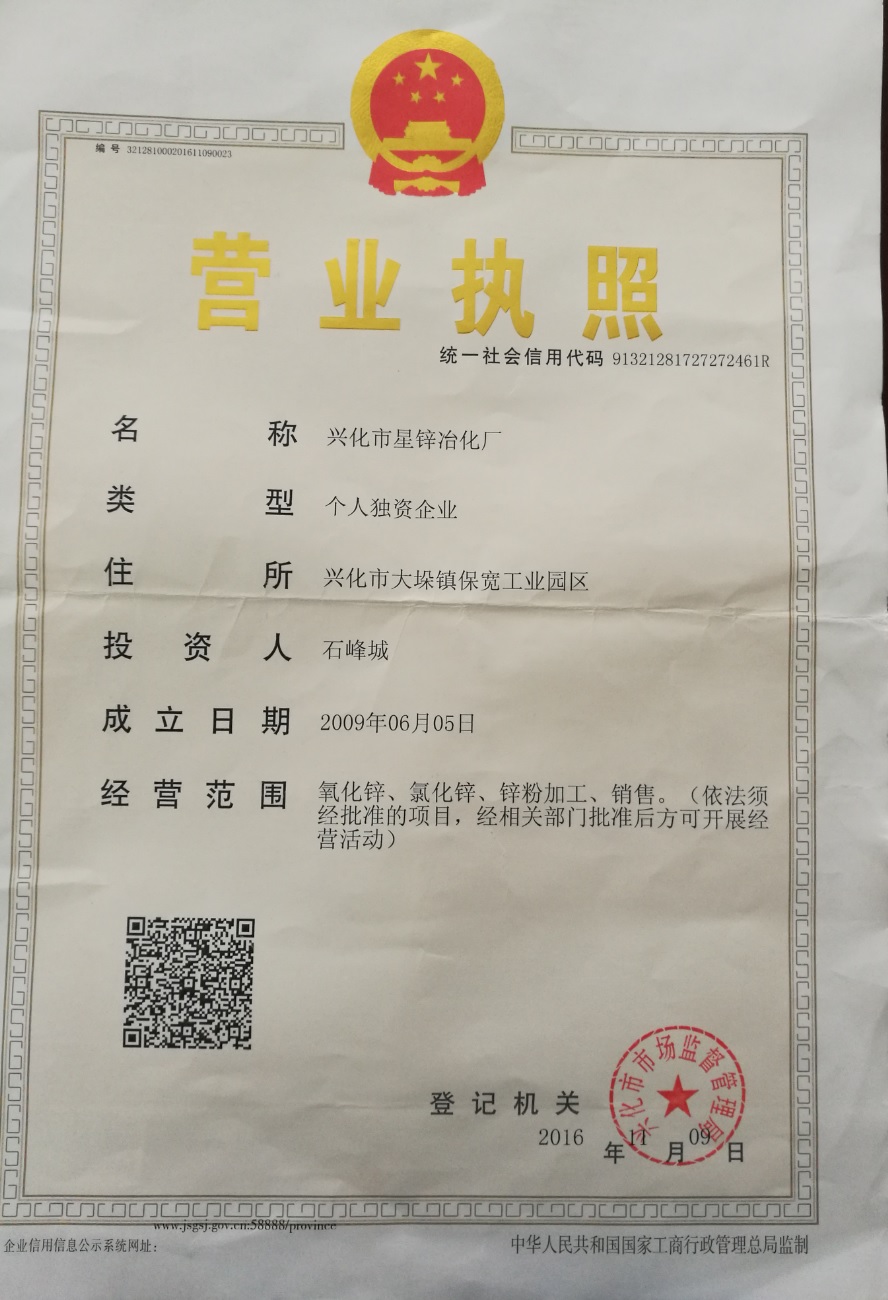 编号 321281000201611090023
营业执照
统一社会信用代码 91321281727272461R
名称 兴化市星锌冶化厂
类型 个人独资企业
住所 兴化市大垛镇保宽工业园区
投资人 石峰城
成立日期 2009年06月05日
经营范围 氧化锌、氯化锌、锌粉加工、销售。（依法须
经批准的项目，经相关部门批准后方可开展经
营活动）
兴化市市场监督管理局
登记机关
2016年11月09日
www.jsgsj.gov.cn:58888/province
企业信用信息公示系统网址：
中华人民共和国国家工商行政管理总局监制